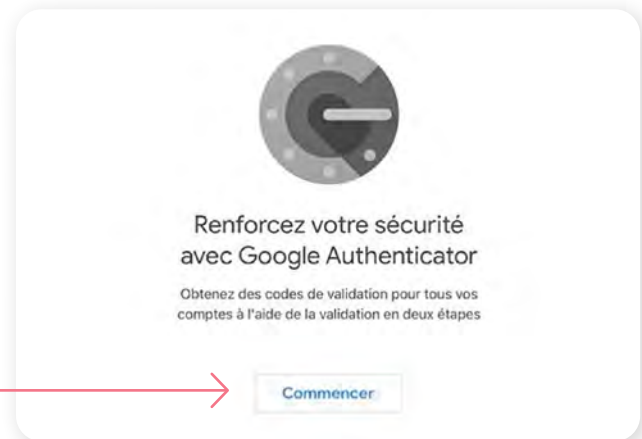 Renforcez votre sécurité
avec Google Authenticator
Obtenez des codes de validation pour tous vos
comptes à l'aide de la validation en deux étapes
Commencer